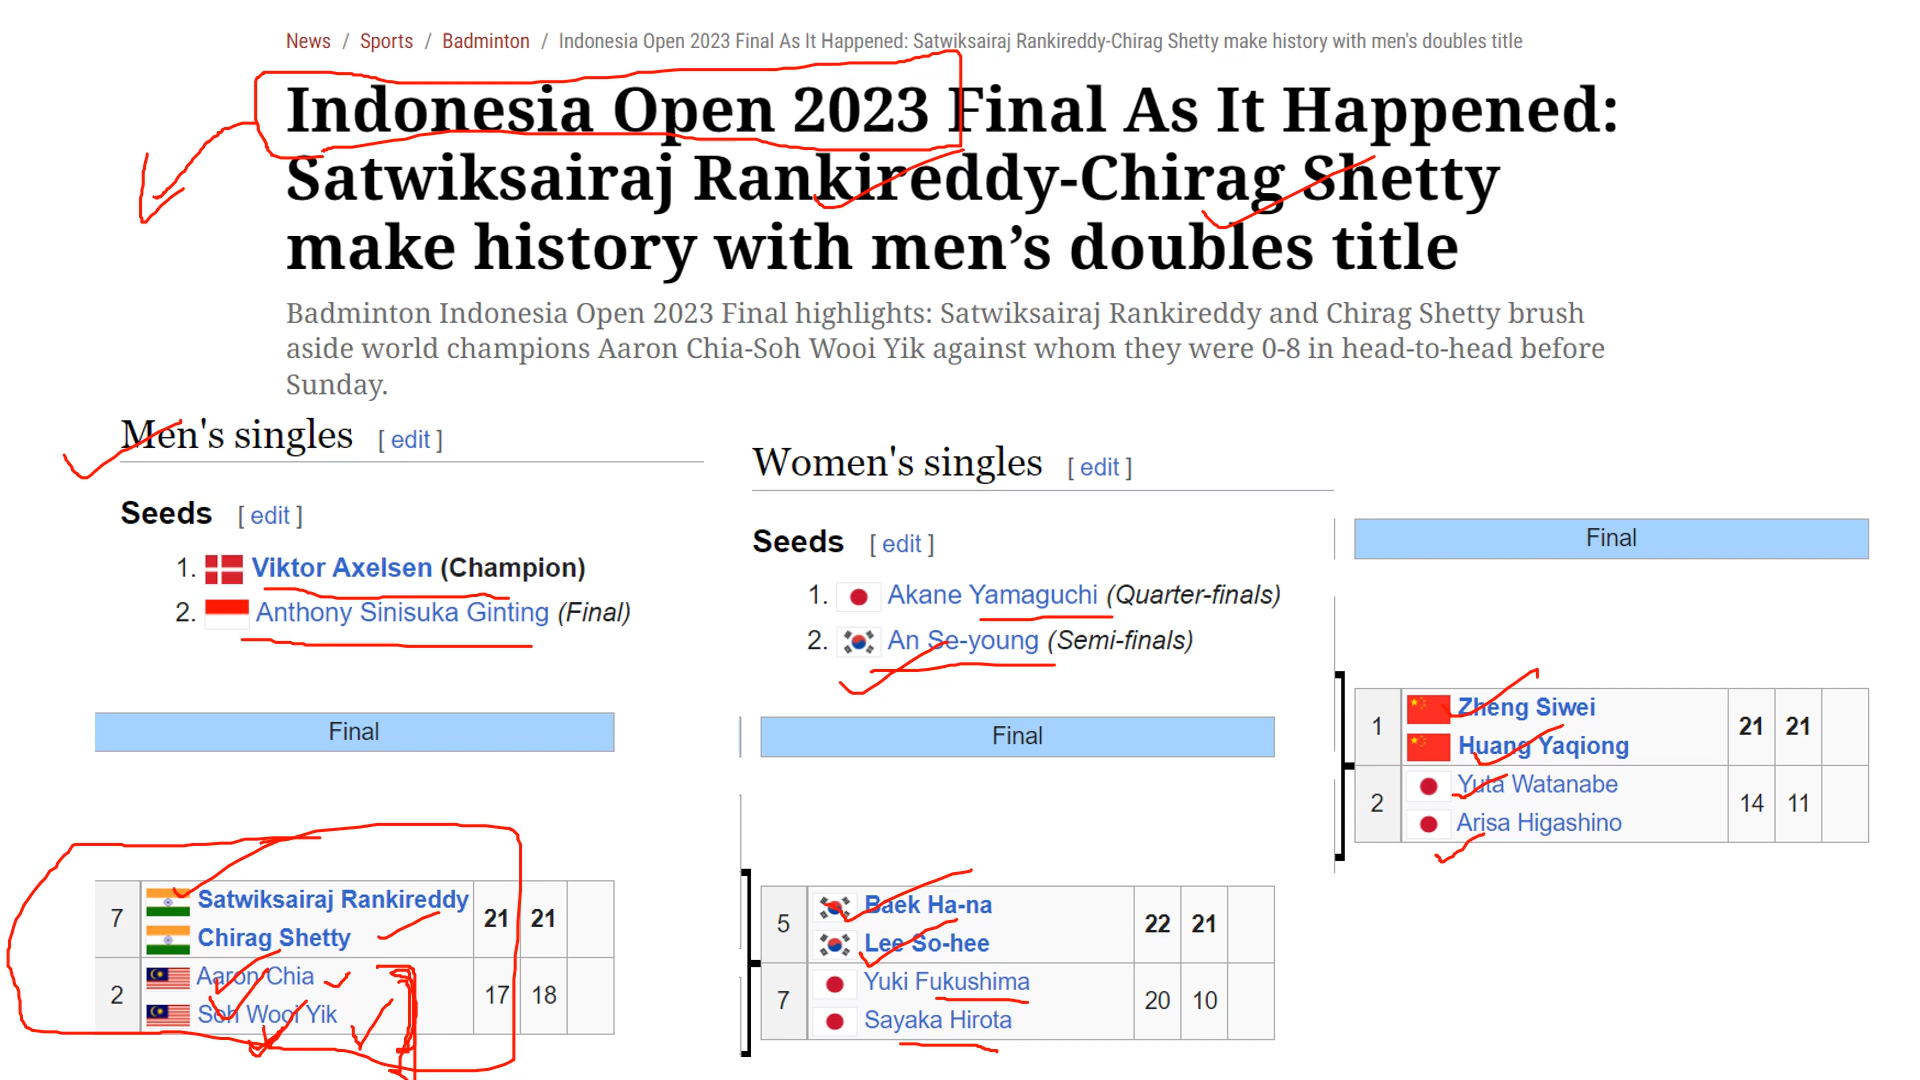 News / Sports / Badminton / Indonesia Open 2023 Final As It Happened: Satwiksairaj Rankireddy-Chirag Shetty make history with men's doubles title
Indonesia Open 2023 Final As It Happened:
Satwiksairaj Rankireddy-Chirag Shetty
make history with men's doubles title
Badminton Indonesia Open 2023 Final highlights: Satwiksairaj Rankireddy and Chirag Shetty brush
aside world champions Aaron Chia-Soh Wooi Yik against whom they were 0-8 in head-to-head before
Sunday.
Men's singles [ edit ]
Seeds [ edit ]
1. Viktor Axelsen (Champion)
2. Anthony Sinisuka Ginting (Final)
Final
7 Satwiksairaj Rankireddy 21 21
Chirag Shetty
2 Aaron Chia 17 18
Soh Wooi Yik
Women's singles [ edit ]
Seeds [ edit ]
1. Akane Yamaguchi (Quarter-finals)
2. An Se-young (Semi-finals)
Final
5 Baek Ha-na 22 21
Lee So-hee
7 Yuki Fukushima 20 10
Sayaka Hirota
Final
1 Zheng Siwei 21 21
Huang Yaqiong
2 Yuta Watanabe 14 11
Arisa Higashino